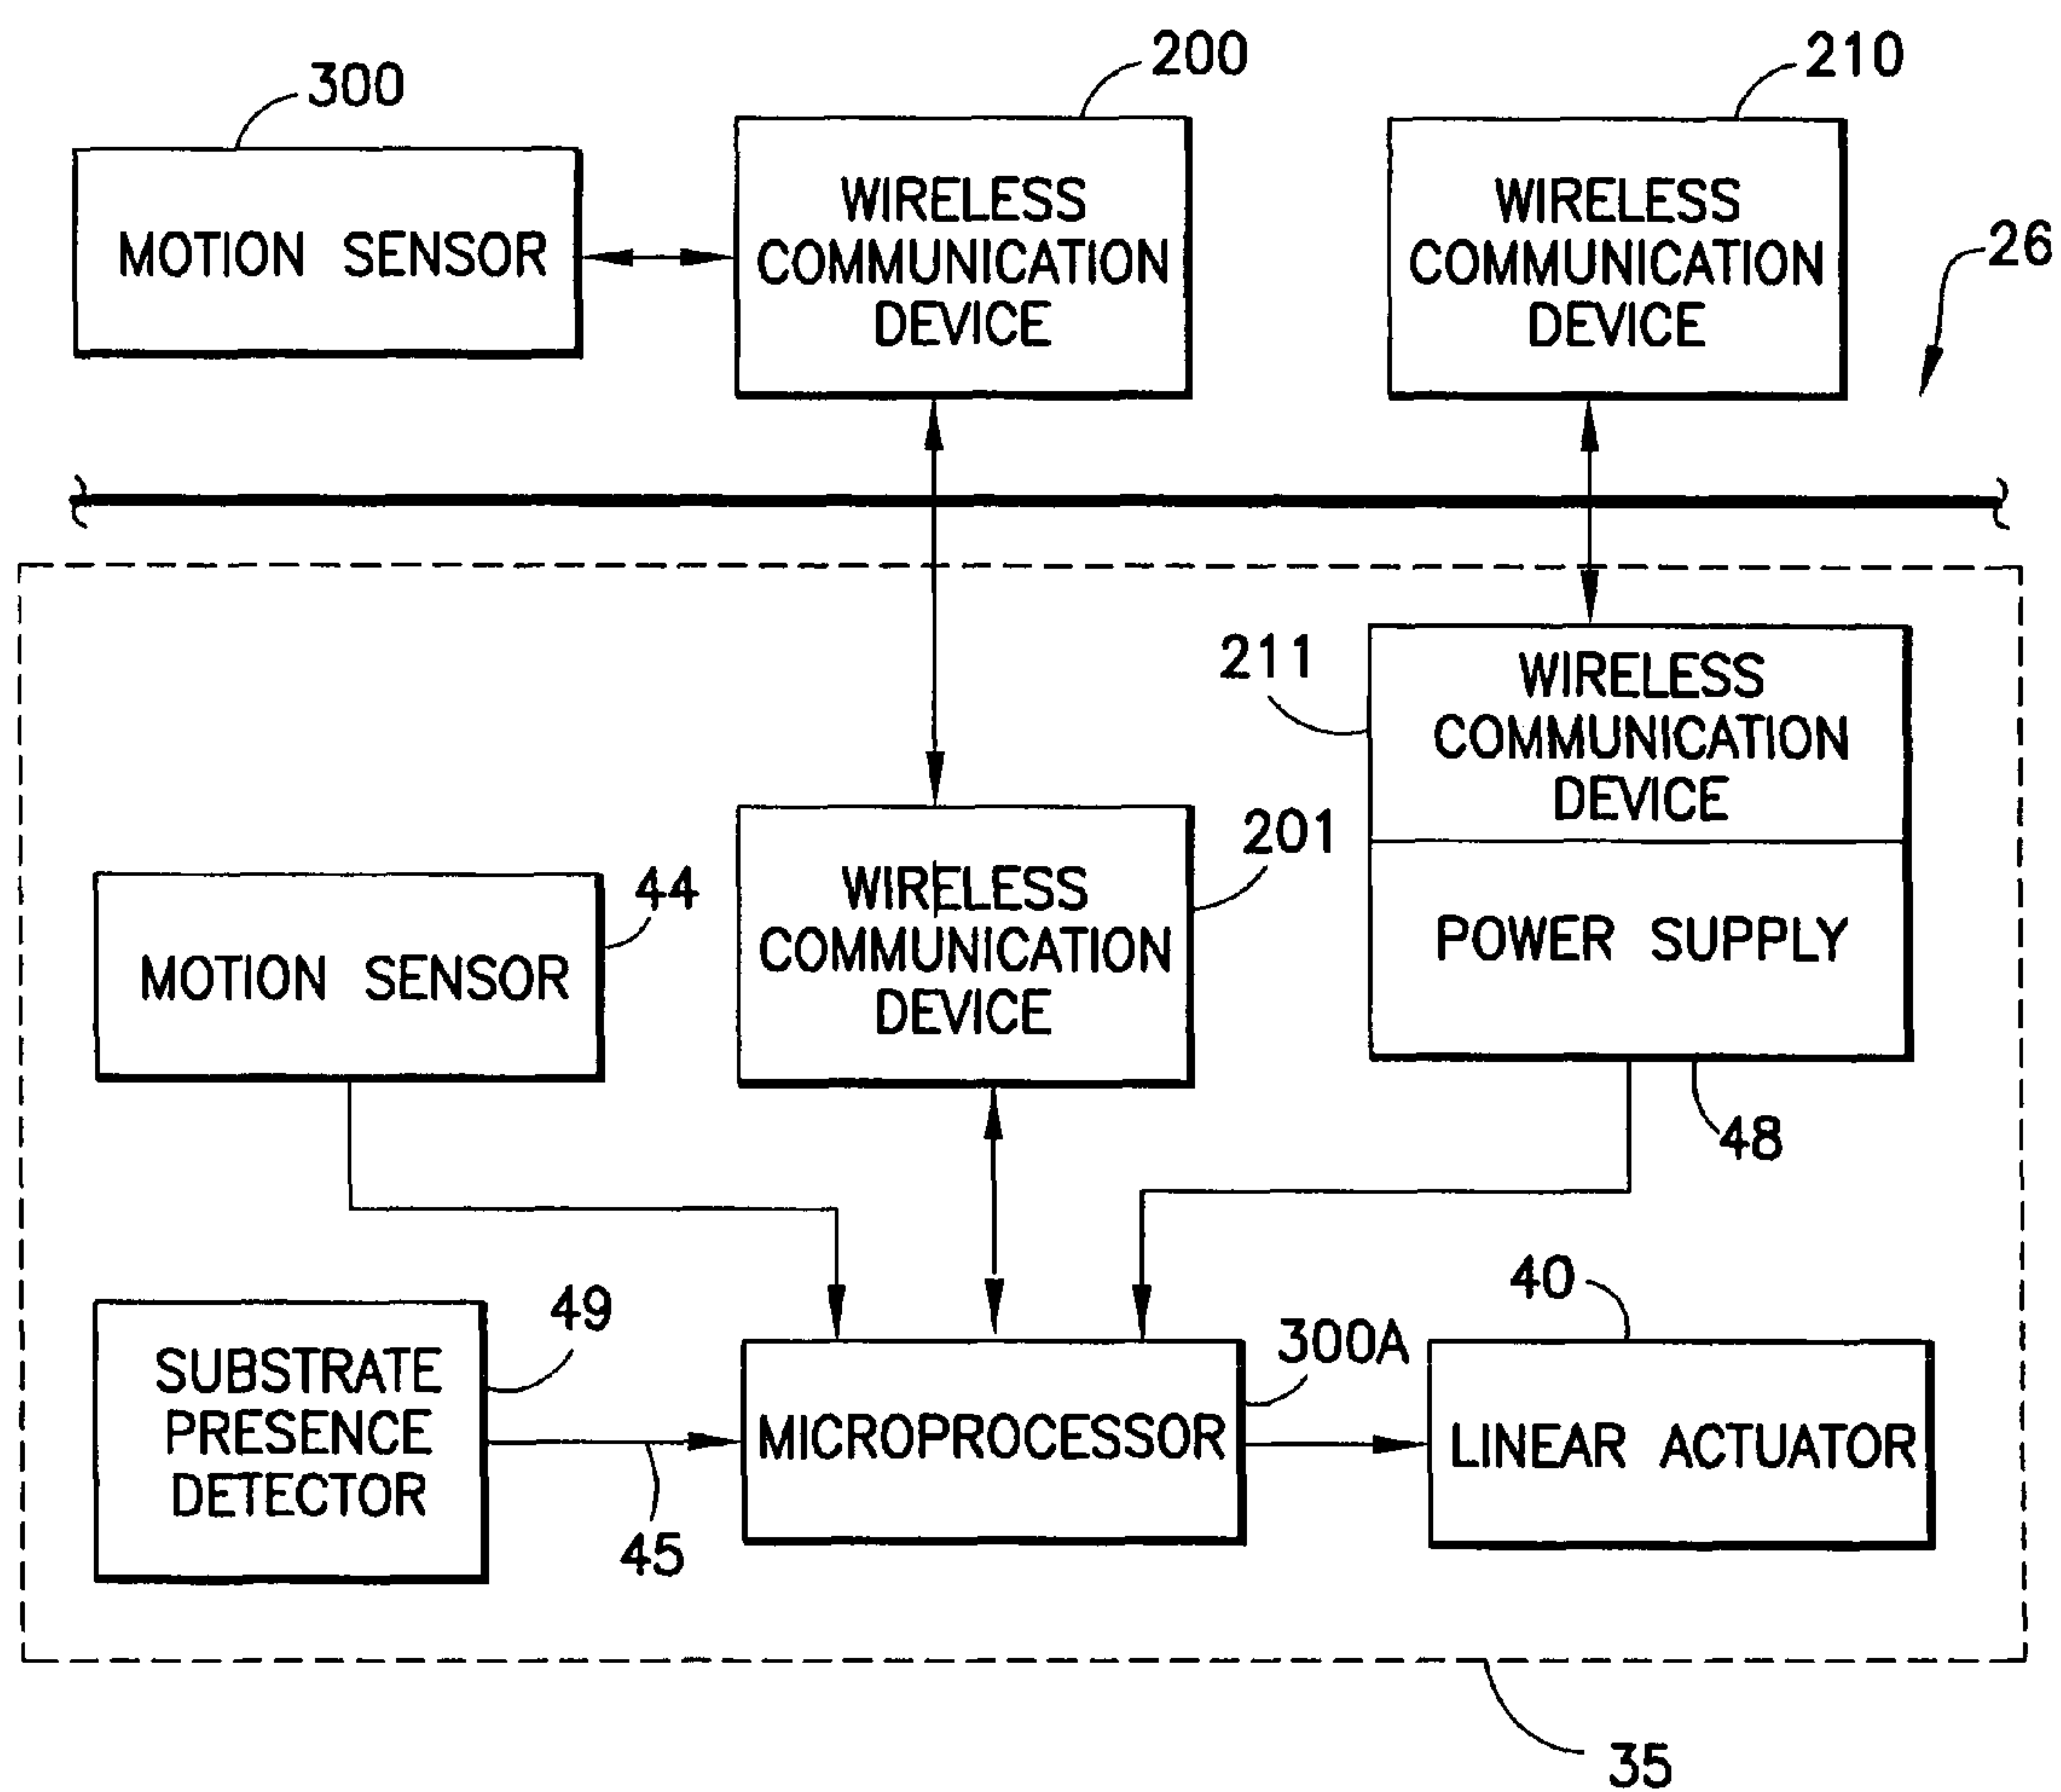 300
200
210
MOTION SENSOR
WIRELESS
COMMUNICATION
DEVICE
WIRELESS
COMMUNICATION
DEVICE
26
211
WIRELESS
COMMUNICATION
DEVICE
POWER SUPPLY
48
44
MOTION SENSOR
201
WIRELESS
COMMUNICATION
DEVICE
49
SUBSTRATE
PRESENCE
DETECTOR
45
300A
MICROPROCESSOR
40
LINEAR ACTUATOR
35